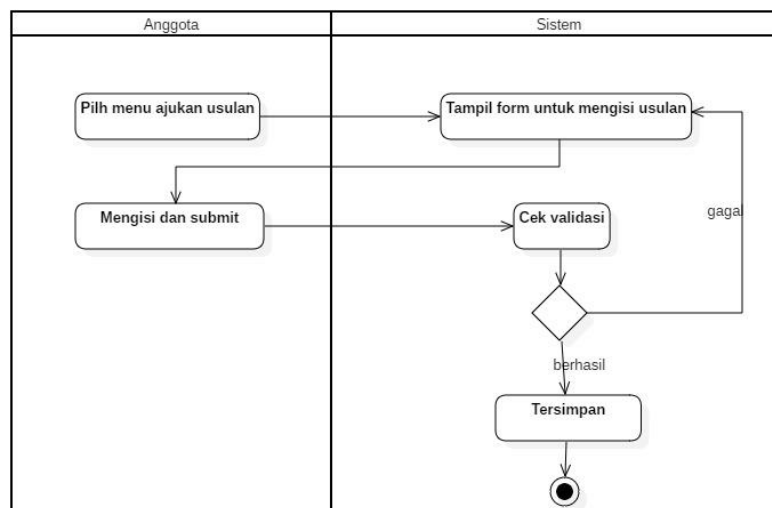 Anggota
Sistem
Pilh menu ajukan usulan
Tampil form untuk mengisi usulan
Mengisi dan submit
Cek validasi
gagal
berhasil
Tersimpan